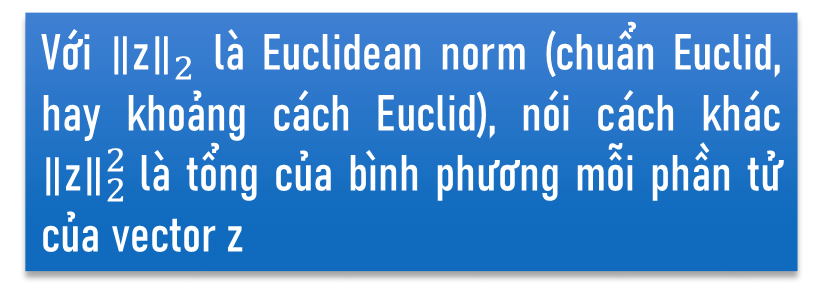 Với ‖z‖₂ là Euclidean norm (chuẩn Euclid,
hay khoảng cách Euclid), nói cách khác
‖z‖₂² là tổng của bình phương mỗi phần tử
của vector z